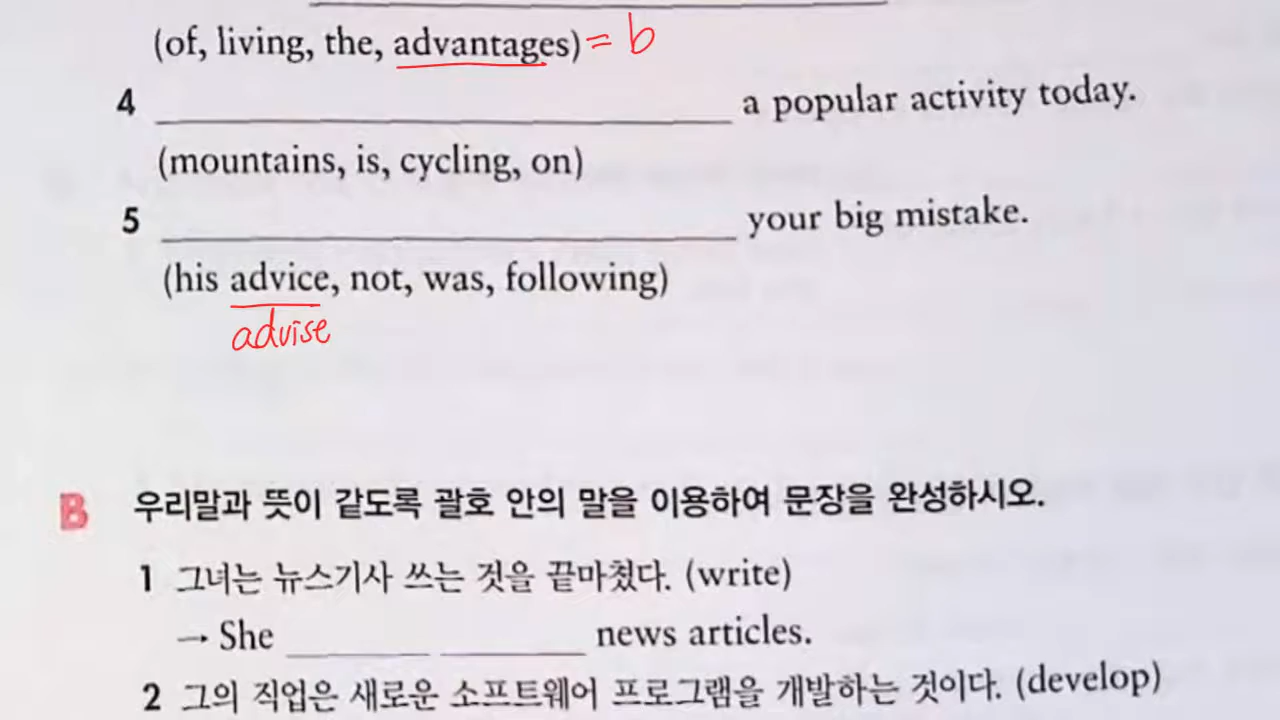 (of, living, the, advantages) = b
4 ________ a popular activity today.
(mountains, is, cycling, on)
5 ________ your big mistake.
(his advice, not, was, following)
advise
B 우리말과 뜻이 같도록 괄호 안의 말을 이용하여 문장을 완성하시오.
1 그녀는 뉴스기사 쓰는 것을 끝마쳤다. (write)
→ She ________ ________ news articles.
2 그의 직업은 새로운 소프트웨어 프로그램을 개발하는 것이다. (develop)